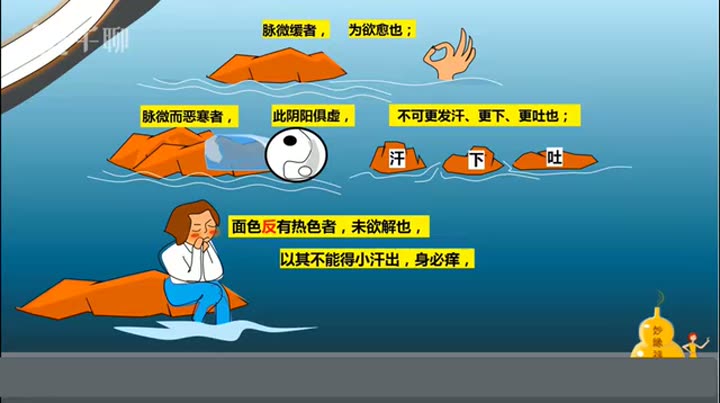 千聊
脉微缓者， 为欲愈也；
脉微而恶寒者， 此阴阳俱虚， 不可更发汗、更下、更吐也；
汗 下 吐
面色反有热色者，未欲解也，
以其不能得小汗出，身必痒，